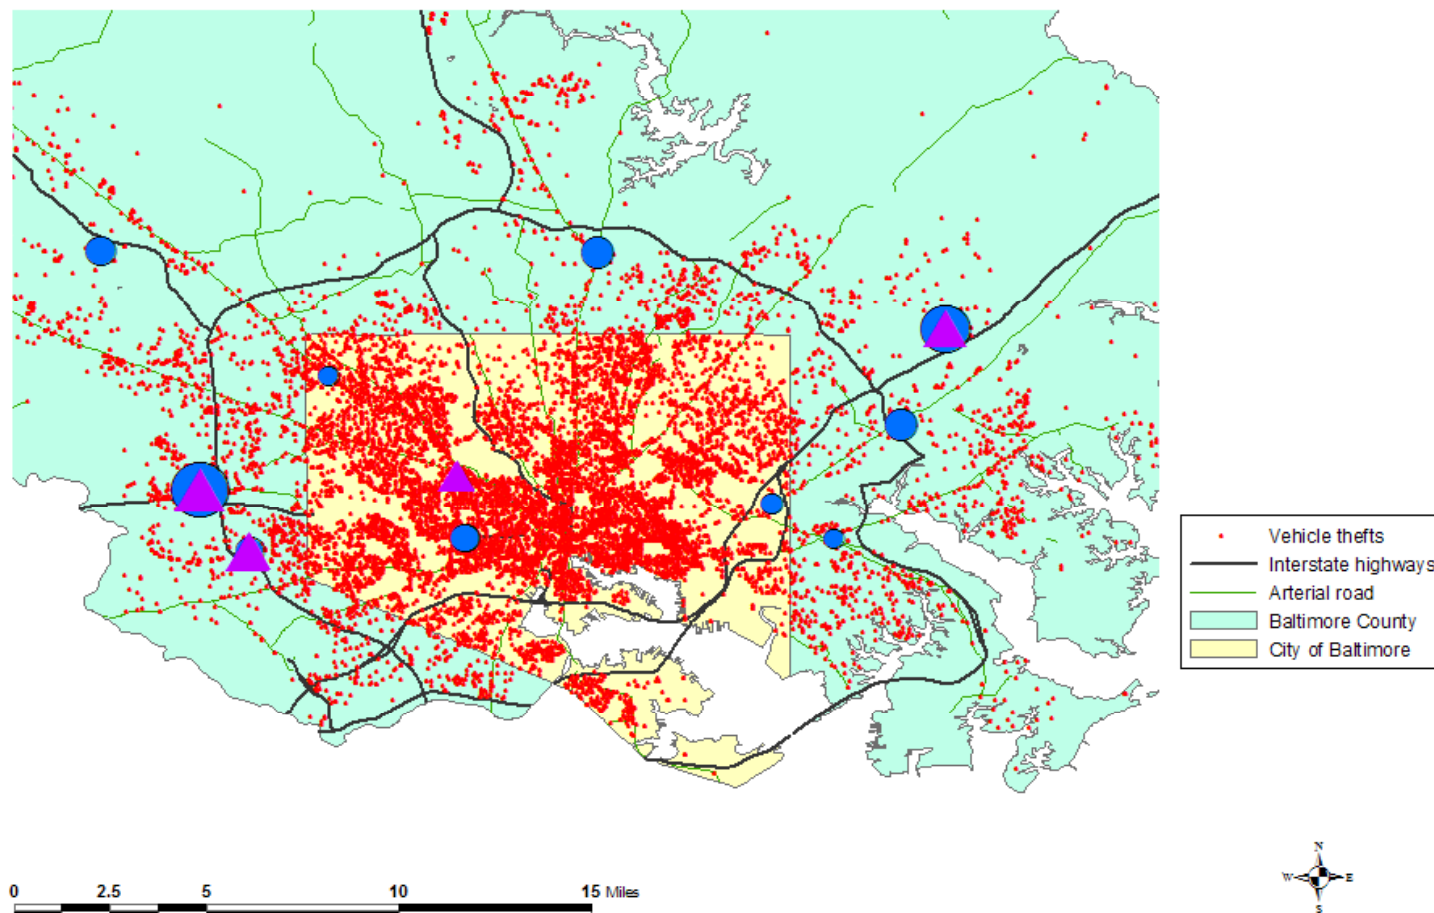 Vehicle thefts
Interstate highways
Arterial road
Baltimore County
City of Baltimore
N
W E
S
0 2.5 5 10 15 Miles